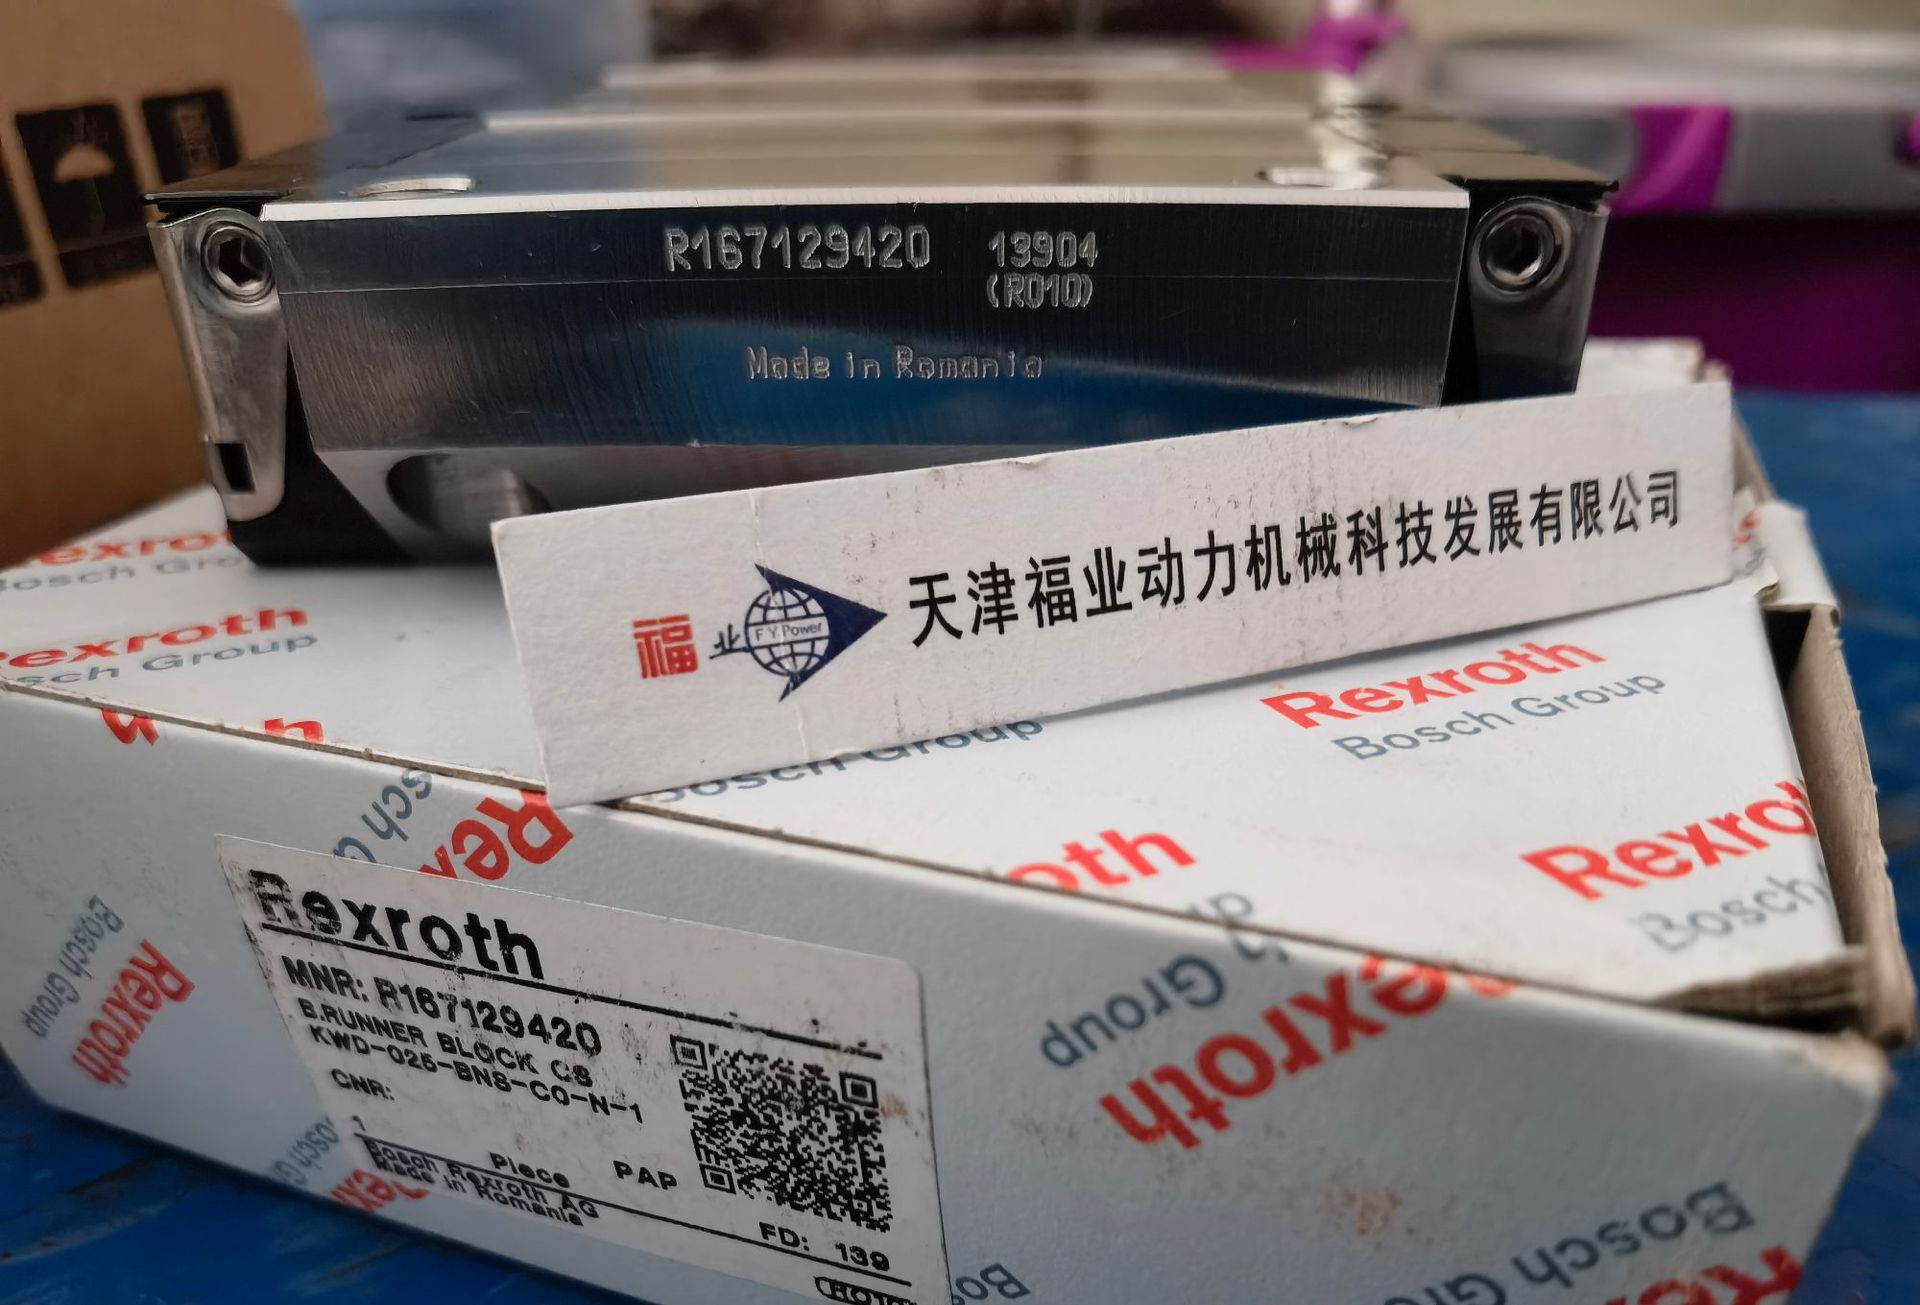 R167129420 13904
(R010)
Made in Romania
福 业 F Y Power 天津福业动力机械科技发展有限公司
Rexroth
Bosch Group
Rexroth
Bosch Group
Rexroth
Bosch
Rexroth
Bosch Group
Rexroth
Bosch Group
Rexroth
MNR: R167129420
B.RUNNER BLOCK CS
KWD-025-BNS-C0-N-1
CNR:
1 Piece PAP
Bosch Rexroth AG
Made in Romania
FD: 139